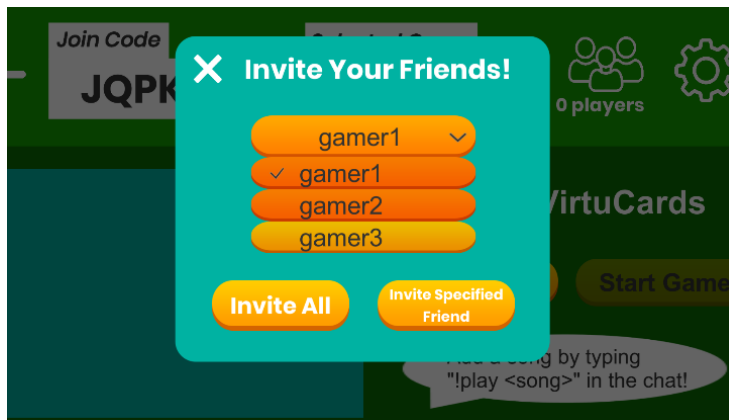 Join Code
JQPK
Invite Your Friends!
0 players
gamer1
gamer1
gamer2
gamer3
VirtuCards
Invite All
Invite Specified
Friend
Start Game
song by typing
"!play <song>" in the chat!